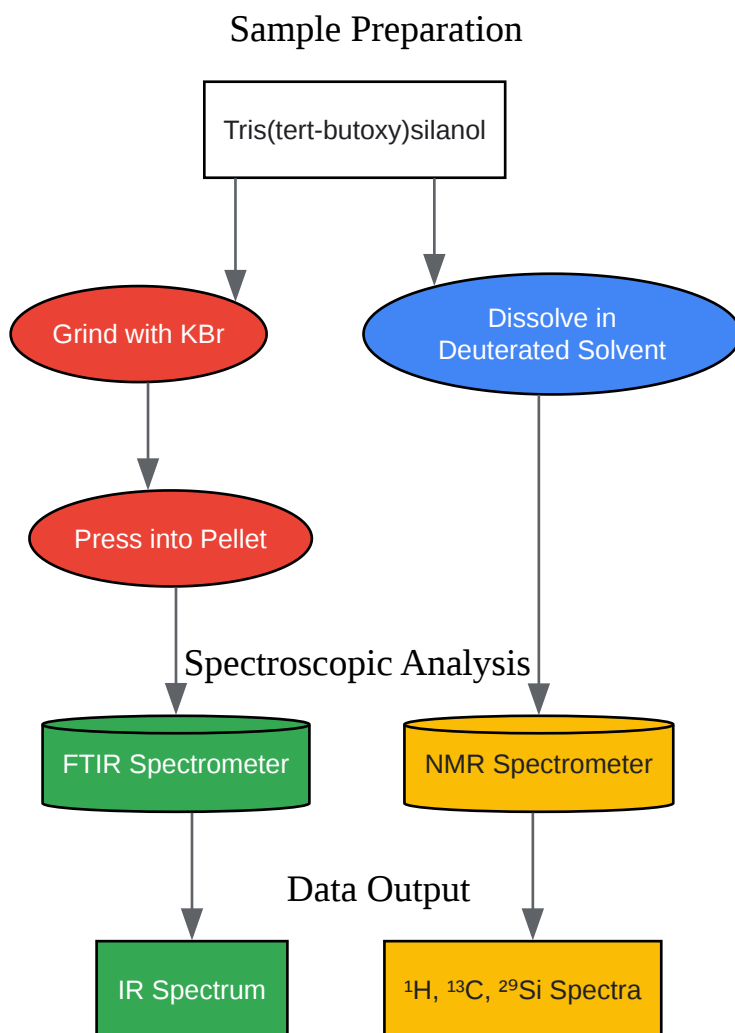 Sample Preparation
Tris(tert-butoxy)silanol
Grind with KBr
Dissolve in
Deuterated Solvent
Press into Pellet
Spectroscopic Analysis
FTIR Spectrometer
NMR Spectrometer
Data Output
IR Spectrum
¹H, ¹³C, ²⁹Si Spectra